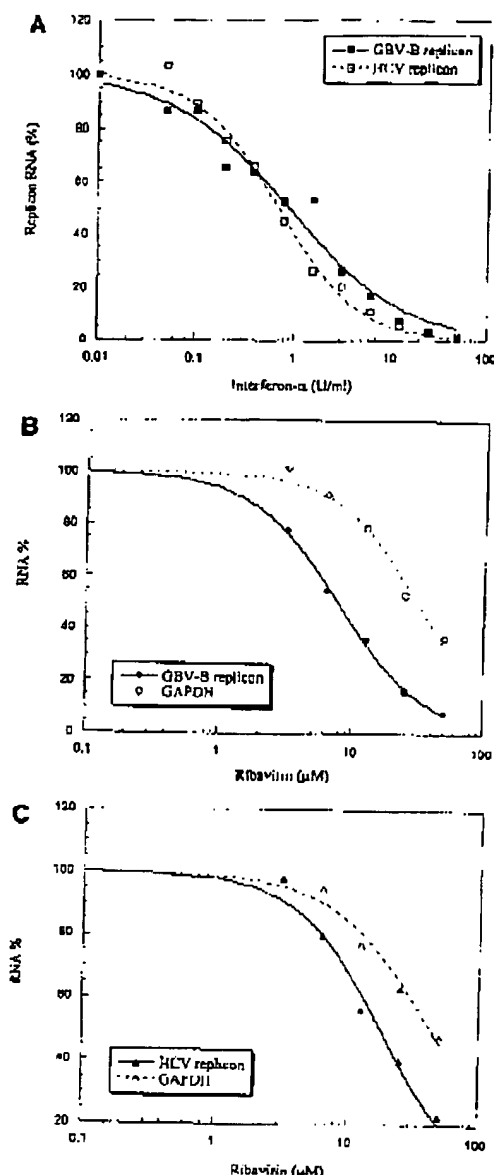 A
GBV-B replicon
HCV replicon
Replicon RNA (%)
120
100
80
60
40
20
0
0.01 0.1 1 10 100
Interferon-α (U/ml)
B
RNA %
120
100
80
60
40
20
0
GBV-B replicon
GAPDH
0.1 1 10 100
Ribavirin (µM)
C
RNA %
120
100
80
60
40
20
HCV replicon
GAPDH
0.1 1 10 100
Ribavirin (µM)